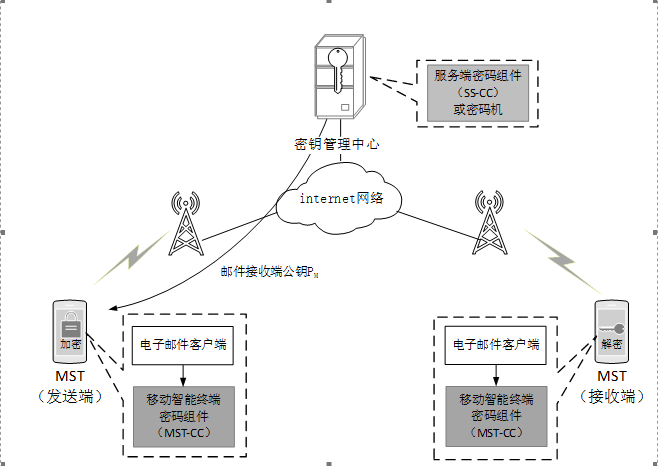 服务端密码组件
（SS-CC）
或密码机
密钥管理中心
internet网络
邮件接收端公钥PM
加密
MST
（发送端）
电子邮件客户端
移动智能终端
密码组件
（MST-CC）
电子邮件客户端
移动智能终端
密码组件
（MST-CC）
解密
MST
（接收端）